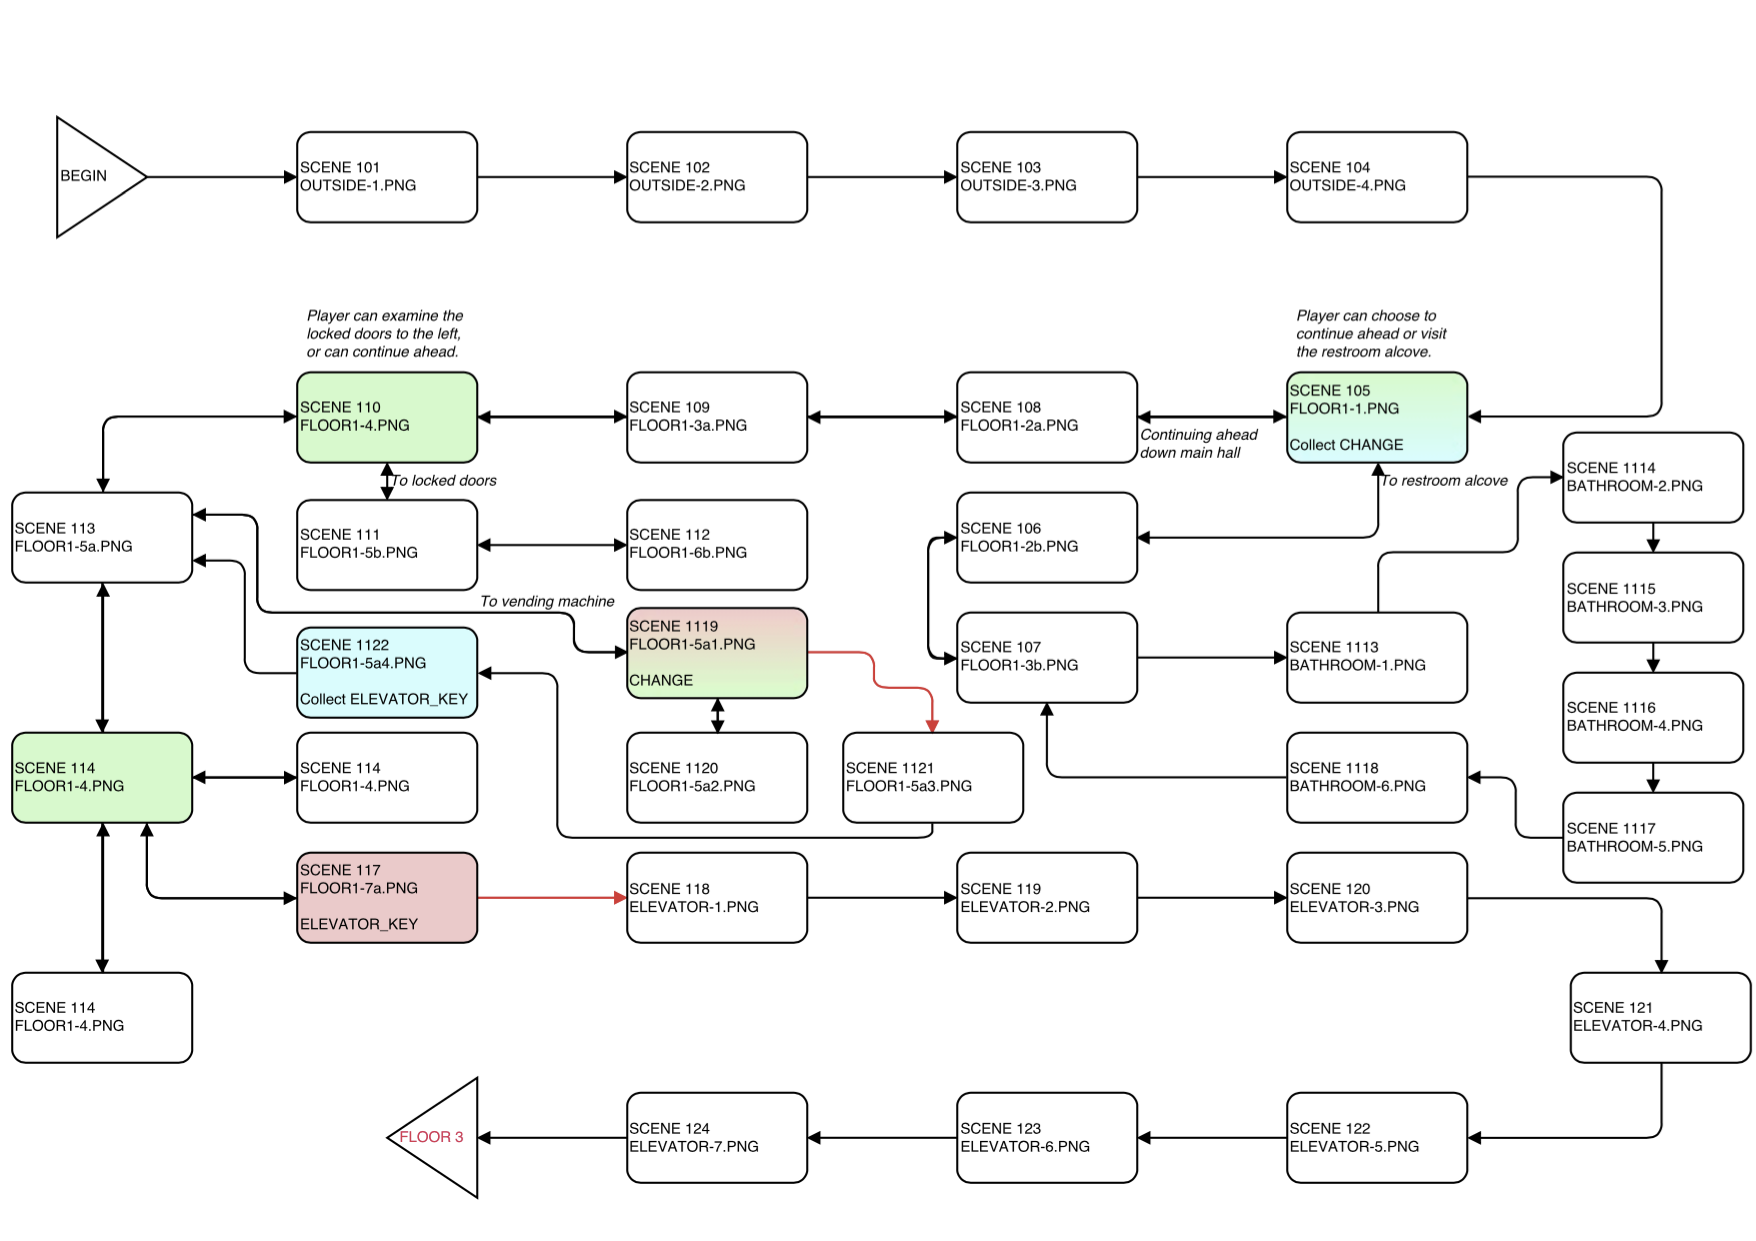 BEGIN
SCENE 101
OUTSIDE-1.PNG
SCENE 102
OUTSIDE-2.PNG
SCENE 103
OUTSIDE-3.PNG
SCENE 104
OUTSIDE-4.PNG
Player can examine the
locked doors to the left,
or can continue ahead.
Player can choose to
continue ahead or visit
the restroom alcove.
SCENE 110
FLOOR1-4.PNG
SCENE 109
FLOOR1-3a.PNG
SCENE 108
FLOOR1-2a.PNG
Continuing ahead
down main hall
SCENE 105
FLOOR1-1.PNG
Collect CHANGE
To locked doors
To restroom alcove
SCENE 1114
BATHROOM-2.PNG
SCENE 113
FLOOR1-5a.PNG
SCENE 111
FLOOR1-5b.PNG
SCENE 112
FLOOR1-6b.PNG
SCENE 106
FLOOR1-2b.PNG
SCENE 1115
BATHROOM-3.PNG
To vending machine
SCENE 1122
FLOOR1-5a4.PNG
Collect ELEVATOR_KEY
SCENE 1119
FLOOR1-5a1.PNG
CHANGE
SCENE 107
FLOOR1-3b.PNG
SCENE 1113
BATHROOM-1.PNG
SCENE 1116
BATHROOM-4.PNG
SCENE 114
FLOOR1-4.PNG
SCENE 114
FLOOR1-4.PNG
SCENE 1120
FLOOR1-5a2.PNG
SCENE 1121
FLOOR1-5a3.PNG
SCENE 1118
BATHROOM-6.PNG
SCENE 1117
BATHROOM-5.PNG
SCENE 117
FLOOR1-7a.PNG
ELEVATOR_KEY
SCENE 118
ELEVATOR-1.PNG
SCENE 119
ELEVATOR-2.PNG
SCENE 120
ELEVATOR-3.PNG
SCENE 114
FLOOR1-4.PNG
SCENE 121
ELEVATOR-4.PNG
FLOOR 3
SCENE 124
ELEVATOR-7.PNG
SCENE 123
ELEVATOR-6.PNG
SCENE 122
ELEVATOR-5.PNG